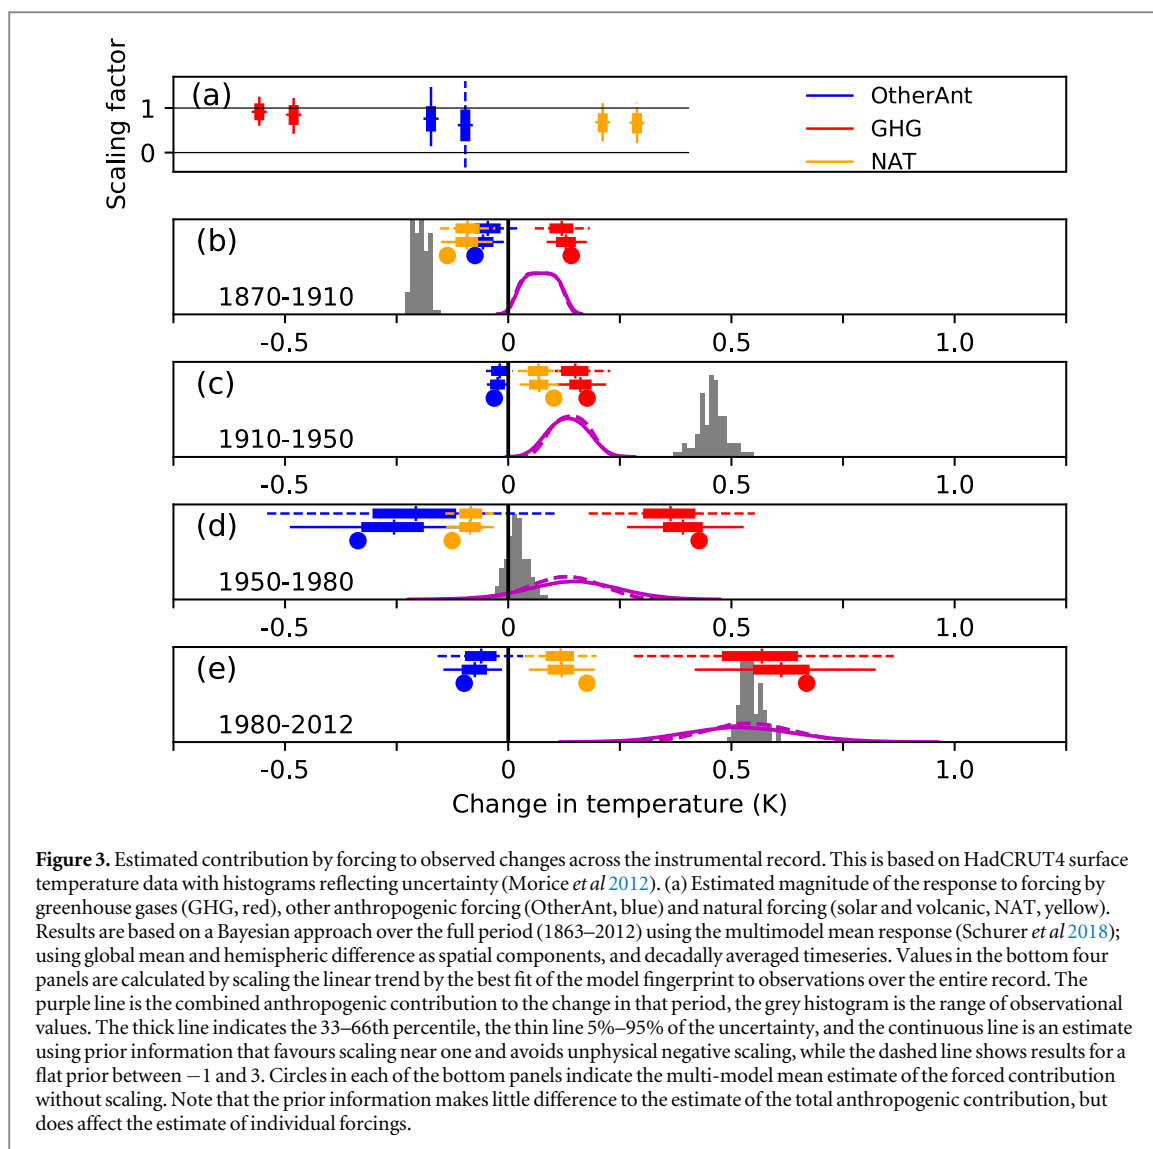 Scaling factor
(a)
1
0
OtherAnt
GHG
NAT
(b)
1870-1910
-0.5 0 0.5 1.0
(c)
1910-1950
-0.5 0 0.5 1.0
(d)
1950-1980
-0.5 0 0.5 1.0
(e)
1980-2012
-0.5 0 0.5 1.0
Change in temperature (K)
Figure 3. Estimated contribution by forcing to observed changes across the instrumental record. This is based on HadCRUT4 surface
temperature data with histograms reflecting uncertainty (Morice et al 2012). (a) Estimated magnitude of the response to forcing by
greenhouse gases (GHG, red), other anthropogenic forcing (OtherAnt, blue) and natural forcing (solar and volcanic, NAT, yellow).
Results are based on a Bayesian approach over the full period (1863–2012) using the multimodel mean response (Schurer et al 2018);
using global mean and hemispheric difference as spatial components, and decadally averaged timeseries. Values in the bottom four
panels are calculated by scaling the linear trend by the best fit of the model fingerprint to observations over the entire record. The
purple line is the combined anthropogenic contribution to the change in that period, the grey histogram is the range of observational
values. The thick line indicates the 33–66th percentile, the thin line 5%–95% of the uncertainty, and the continuous line is an estimate
using prior information that favours scaling near one and avoids unphysical negative scaling, while the dashed line shows results for a
flat prior between −1 and 3. Circles in each of the bottom panels indicate the multi-model mean estimate of the forced contribution
without scaling. Note that the prior information makes little difference to the estimate of the total anthropogenic contribution, but
does affect the estimate of individual forcings.